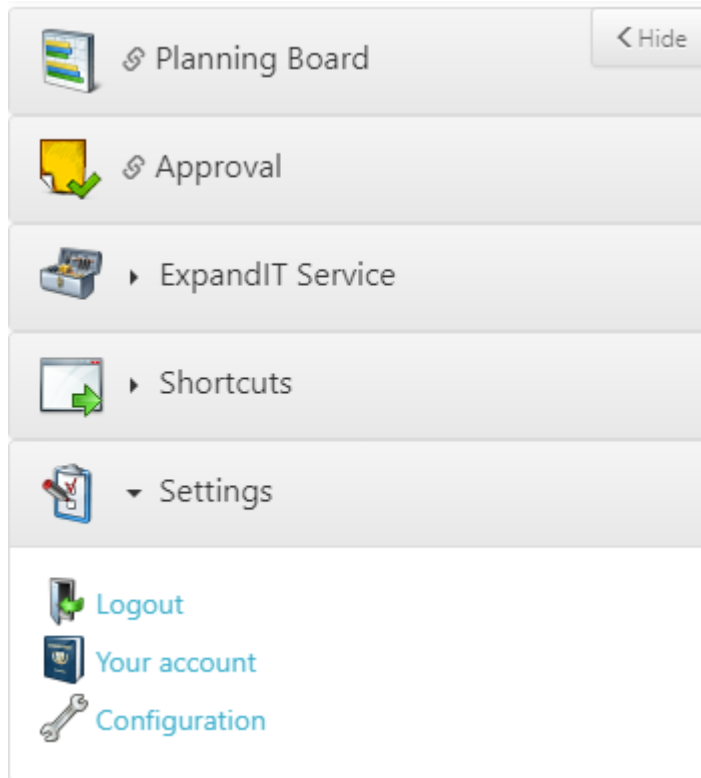 Planning Board
Hide
Approval
ExpandIT Service
Shortcuts
Settings
Logout
Your account
Configuration